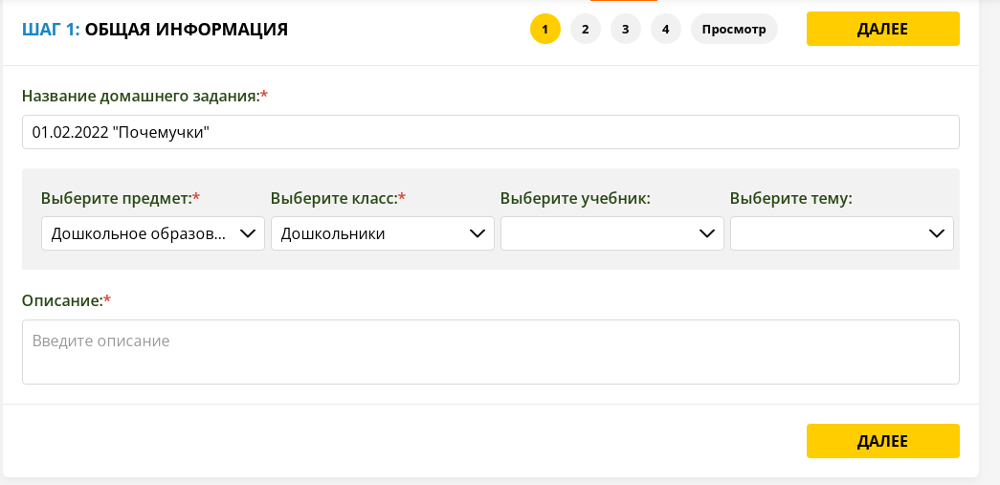 ШАГ 1: ОБЩАЯ ИНФОРМАЦИЯ
1 2 3 4 Просмотр ДАЛЕЕ
Название домашнего задания:*
01.02.2022 "Почемучки"
Выберите предмет:* Выберите класс:* Выберите учебник: Выберите тему:
Дошкольное образов... Дошкольники
Описание:*
Введите описание
ДАЛЕЕ